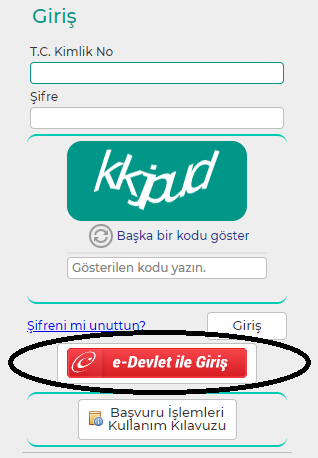 Giriş
T.C. Kimlik No
Şifre
kkjpud
Başka bir kodu göster
Gösterilen kodu yazın.
Şifreni mi unuttun?
Giriş
e-Devlet ile Giriş
Başvuru İşlemleri
Kullanım Kılavuzu